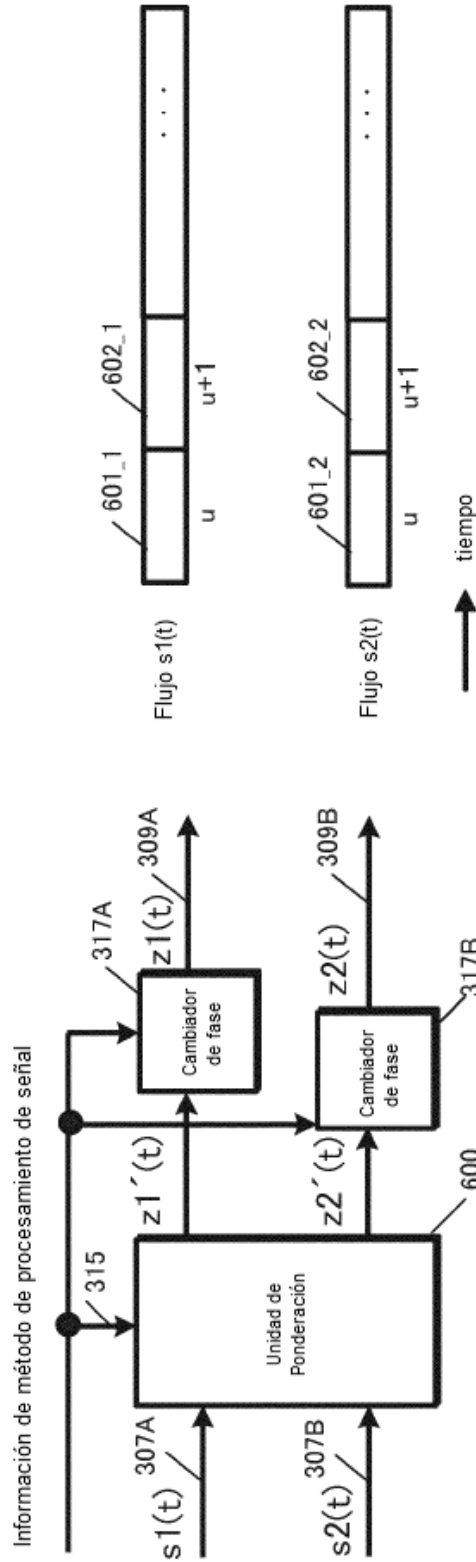 Información de método de procesamiento de señal
315
317A
307A
s1(t)
z1´(t)
Cambiador
de fase
z1(t)
309A
Unidad de
Ponderación
307B
s2(t)
z2´(t)
Cambiador
de fase
z2(t)
309B
600
317B
601_1
602_1
Flujo s1(t)
. . .
u
u+1
601_2
602_2
Flujo s2(t)
. . .
u
u+1
tiempo